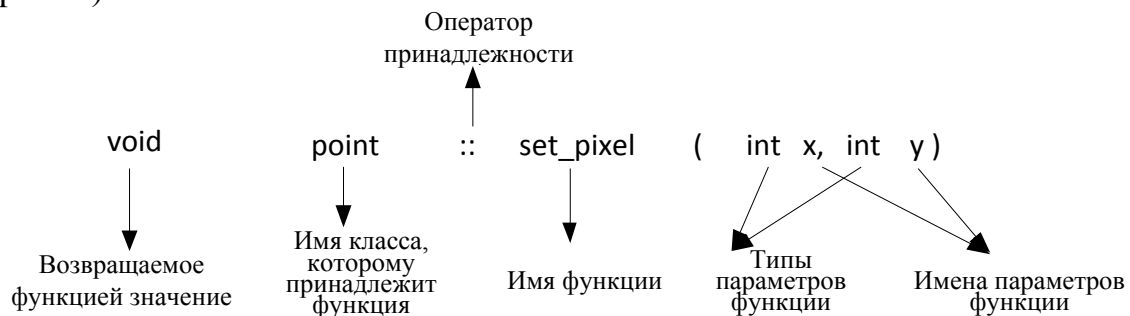 Оператор
принадлежности
void point :: set_pixel ( int x, int y )
Возвращаемое
функцией значение
Имя класса,
которому
принадлежит
функция
Имя функции
Типы
параметров
функции
Имена параметров
функции